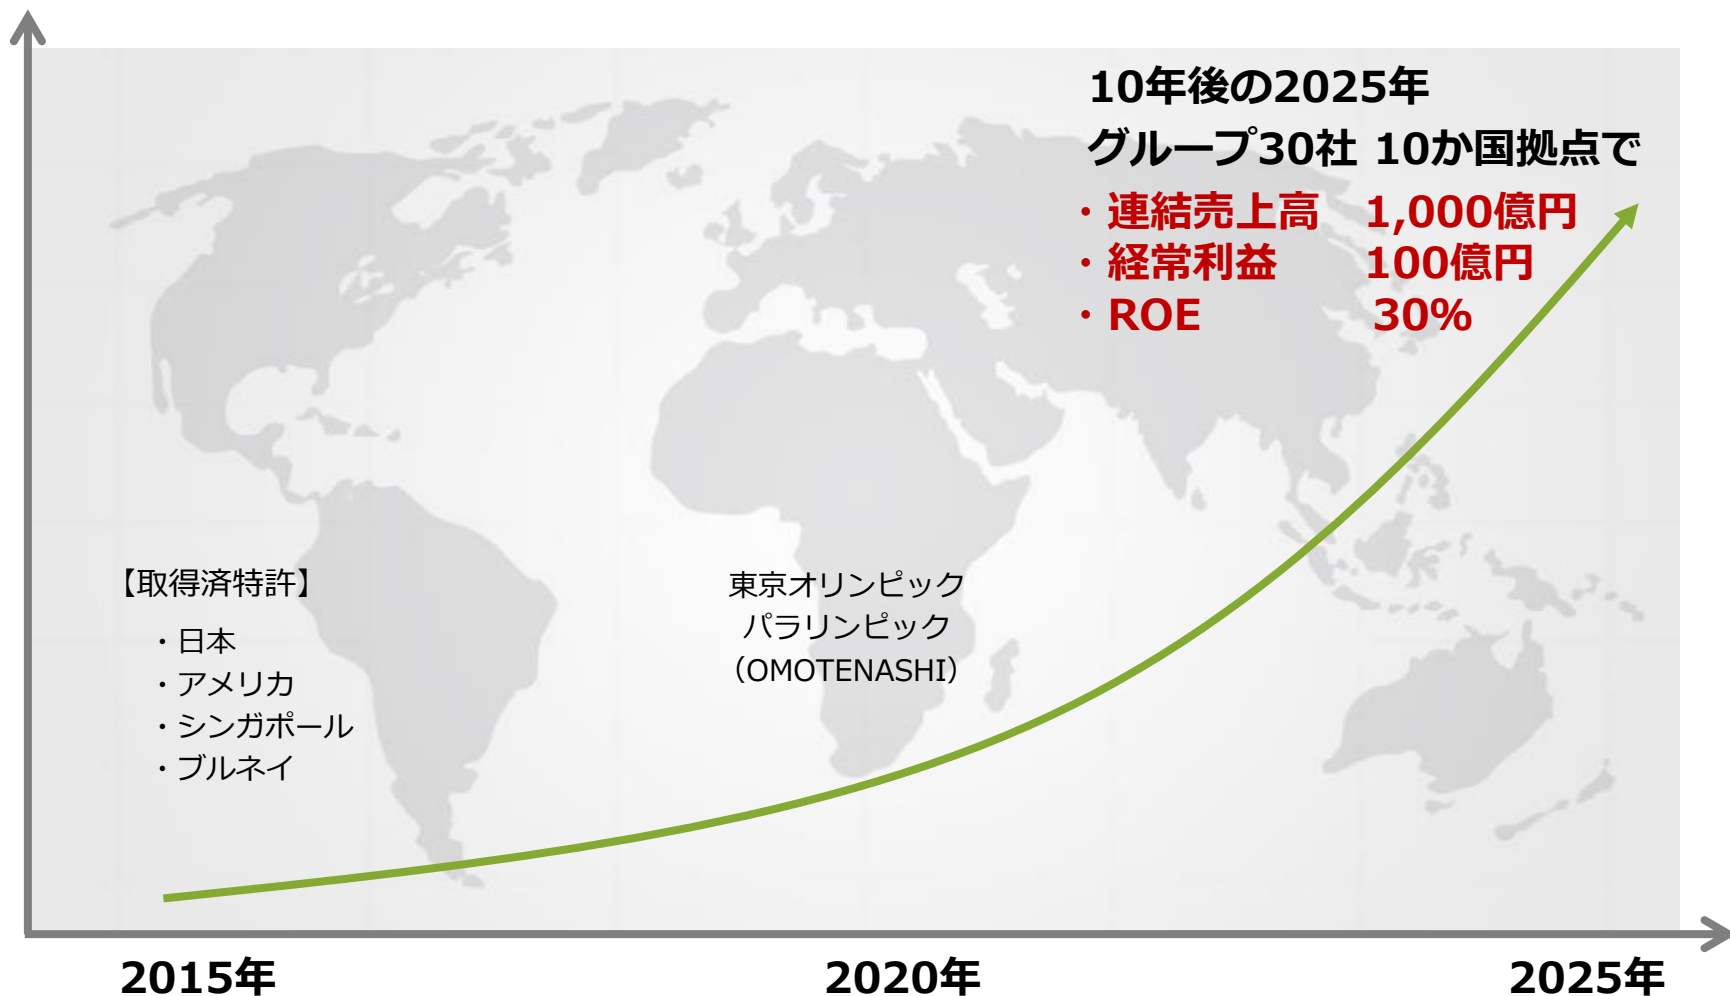 10年後の2025年
グループ30社 10か国拠点で
・連結売上高 1,000億円
・経常利益 100億円
・ROE 30%
【取得済特許】
・日本
・アメリカ
・シンガポール
・ブルネイ
東京オリンピック
パラリンピック
（OMOTENASHI）
2015年
2020年
2025年